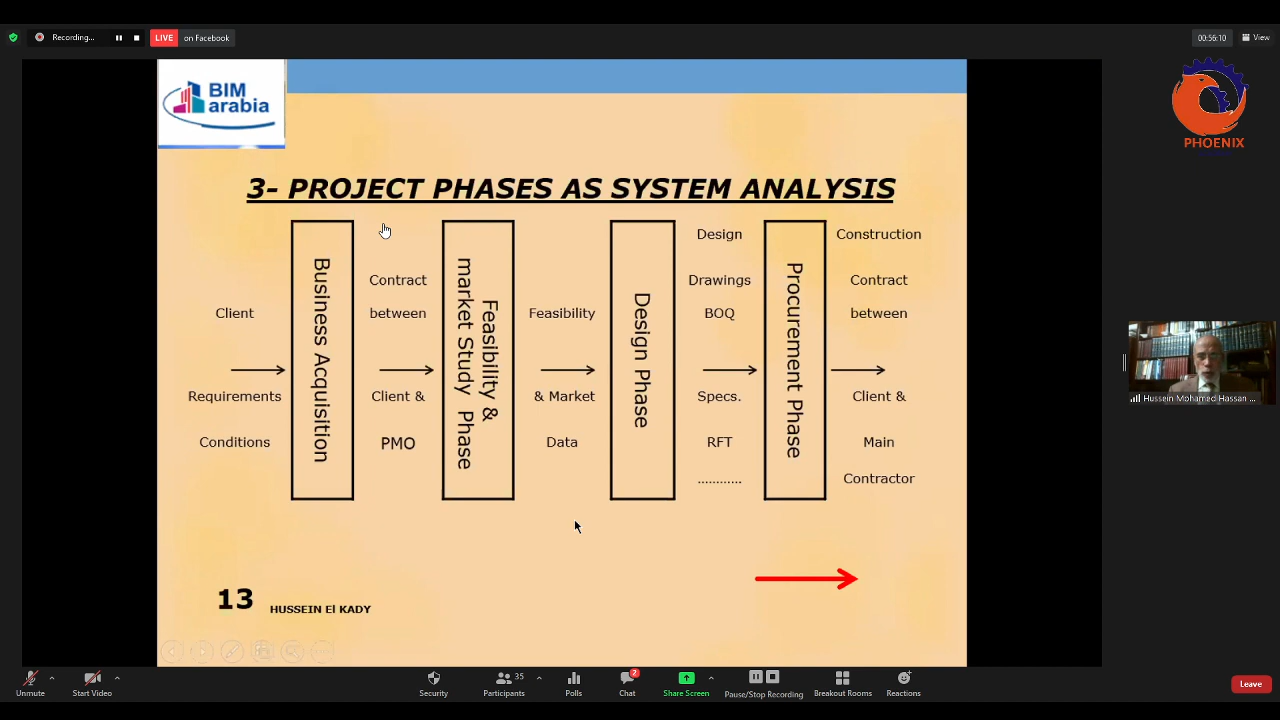 Recording...
LIVE on Facebook
00:56:10
View
BIM
arabia
PHOENIX
3- PROJECT PHASES AS SYSTEM ANALYSIS
Client
Requirements
Conditions
Business Acquisition
Contract
between
Client &
PMO
Feasibility &
market Study Phase
Feasibility
& Market
Data
Design Phase
Design
Drawings
BOQ
Specs.
RFT
............
Procurement Phase
Construction
Contract
between
Client &
Main
Contractor
13
HUSSEIN El KADY
Hussein Mohamed Hassan ...
Unmute
Start Video
Security
35
Participants
Polls
2
Chat
Share Screen
Pause/Stop Recording
Breakout Rooms
Reactions
Leave